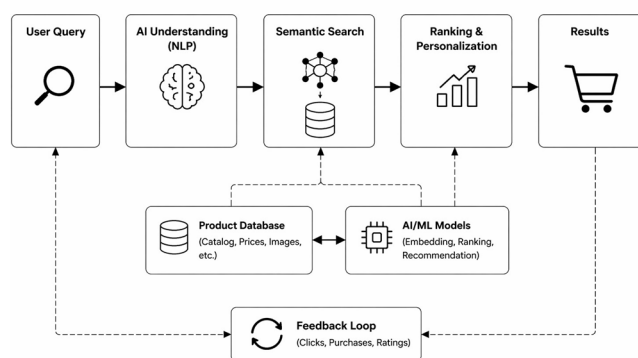 User Query
AI Understanding
(NLP)
Semantic Search
Ranking &
Personalization
Results
Product Database
(Catalog, Prices, Images,
etc.)
AI/ML Models
(Embedding, Ranking,
Recommendation)
Feedback Loop
(Clicks, Purchases, Ratings)